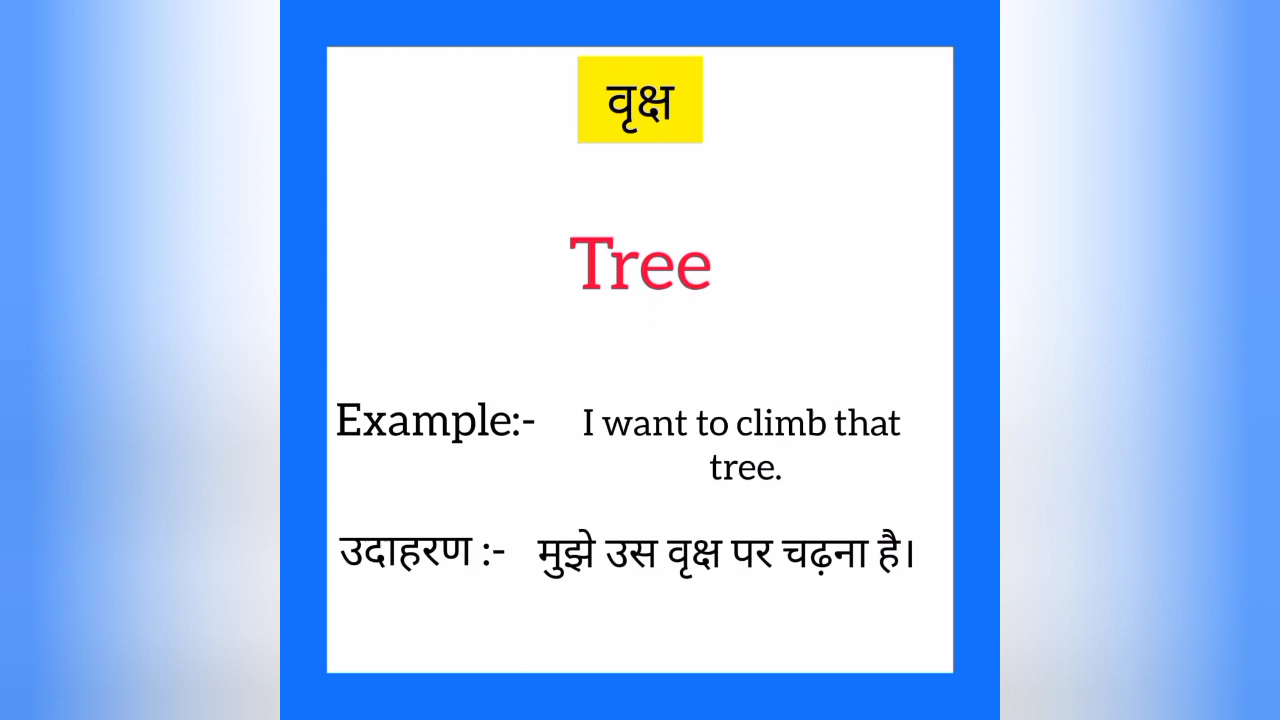 वृक्ष
Tree
Example:- I want to climb that
tree.
उदाहरण :- मुझे उस वृक्ष पर चढ़ना है।